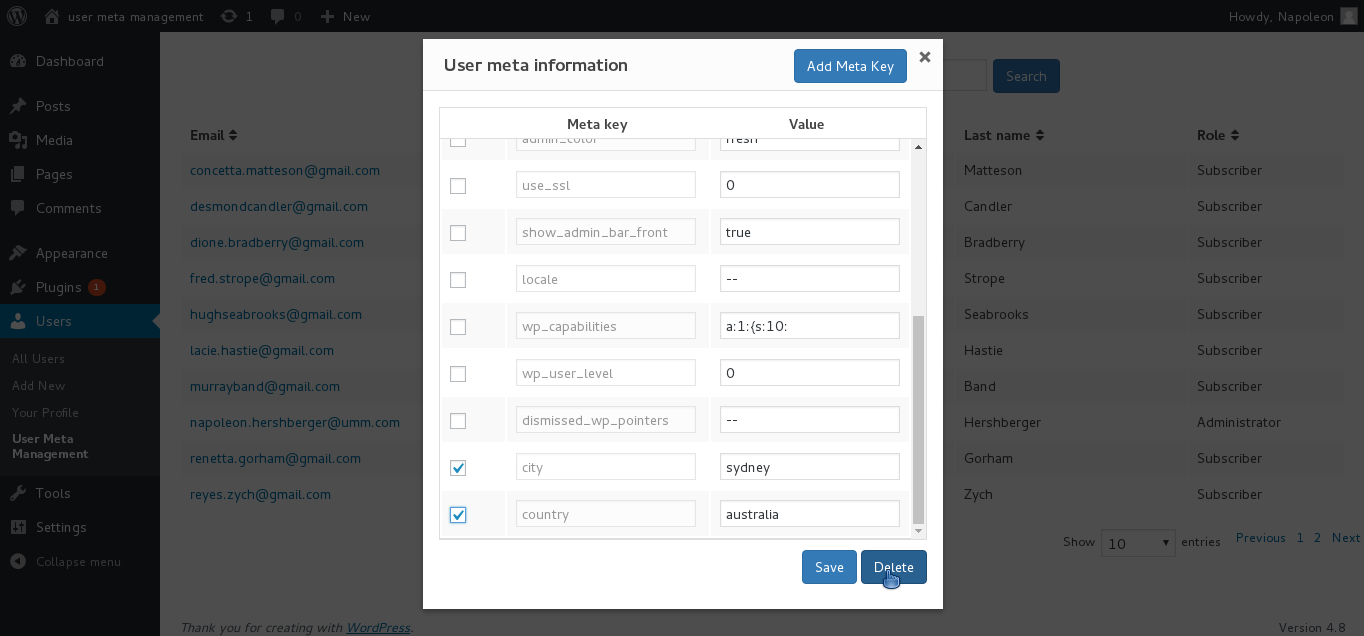 user meta management 1 0 New Howdy, Napoleon
Dashboard
Posts
Media
Pages
Comments
Appearance
Plugins 1
Users
All Users
Add New
Your Profile
User Meta
Management
Tools
Settings
Collapse menu
User meta information Add Meta Key ×
Search
Meta key Value
admin_color fresh
use_ssl 0
show_admin_bar_front true
locale --
wp_capabilities a:1:{s:10:
wp_user_level 0
dismissed_wp_pointers --
city sydney
country australia
Save Delete
Email Last name Role
concetta.matteson@gmail.com Matteson Subscriber
desmondcandler@gmail.com Candler Subscriber
dione.bradberry@gmail.com Bradberry Subscriber
fred.strope@gmail.com Strope Subscriber
hughseabrooks@gmail.com Seabrooks Subscriber
lacie.hastie@gmail.com Hastie Subscriber
murrayband@gmail.com Band Subscriber
napoleon.hershberger@umm.com Hershberger Administrator
renetta.gorham@gmail.com Gorham Subscriber
reyes.zych@gmail.com Zych Subscriber
Show 10 entries Previous 1 2 Next
Thank you for creating with WordPress. Version 4.8